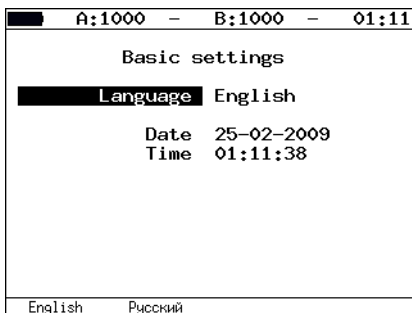 A:1000 – B:1000 – 01:11
Basic settings
Language English
Date 25-02-2009
Time 01:11:38
English Русский